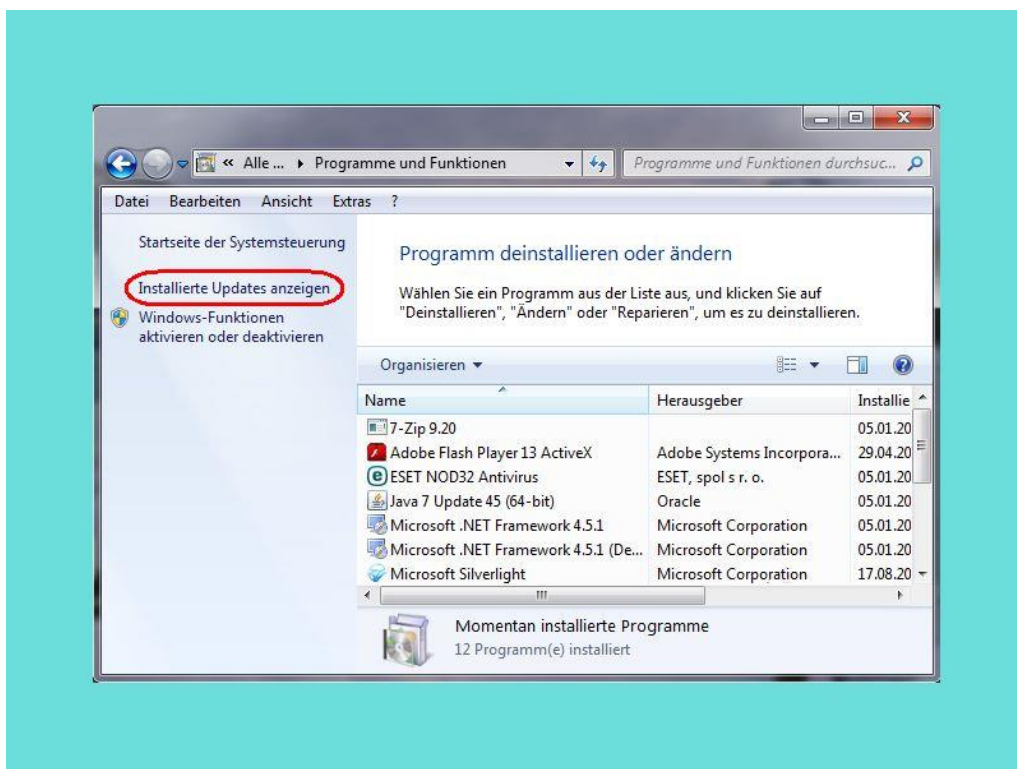 « Alle ... ▸ Programme und Funktionen
Programme und Funktionen durchsuc...
Datei Bearbeiten Ansicht Extras ?
Startseite der Systemsteuerung
Installierte Updates anzeigen
Windows-Funktionen
aktivieren oder deaktivieren
Programm deinstallieren oder ändern
Wählen Sie ein Programm aus der Liste aus, und klicken Sie auf
"Deinstallieren", "Ändern" oder "Reparieren", um es zu deinstallieren.
Organisieren
Name Herausgeber Installie
7-Zip 9.20 05.01.20
Adobe Flash Player 13 ActiveX Adobe Systems Incorpora... 29.04.20
ESET NOD32 Antivirus ESET, spol s r. o. 05.01.20
Java 7 Update 45 (64-bit) Oracle 05.01.20
Microsoft .NET Framework 4.5.1 Microsoft Corporation 05.01.20
Microsoft .NET Framework 4.5.1 (De... Microsoft Corporation 05.01.20
Microsoft Silverlight Microsoft Corporation 17.08.20
Momentan installierte Programme
12 Programm(e) installiert